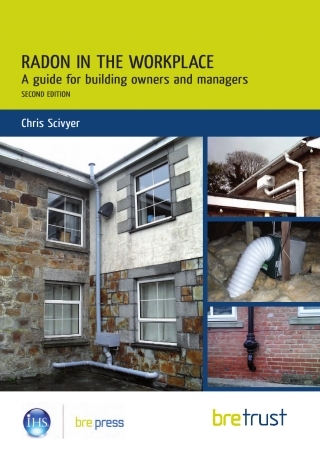 RADON IN THE WORKPLACE
A guide for building owners and managers
SECOND EDITION
Chris Scivyer
IHS
bre press
bretrust